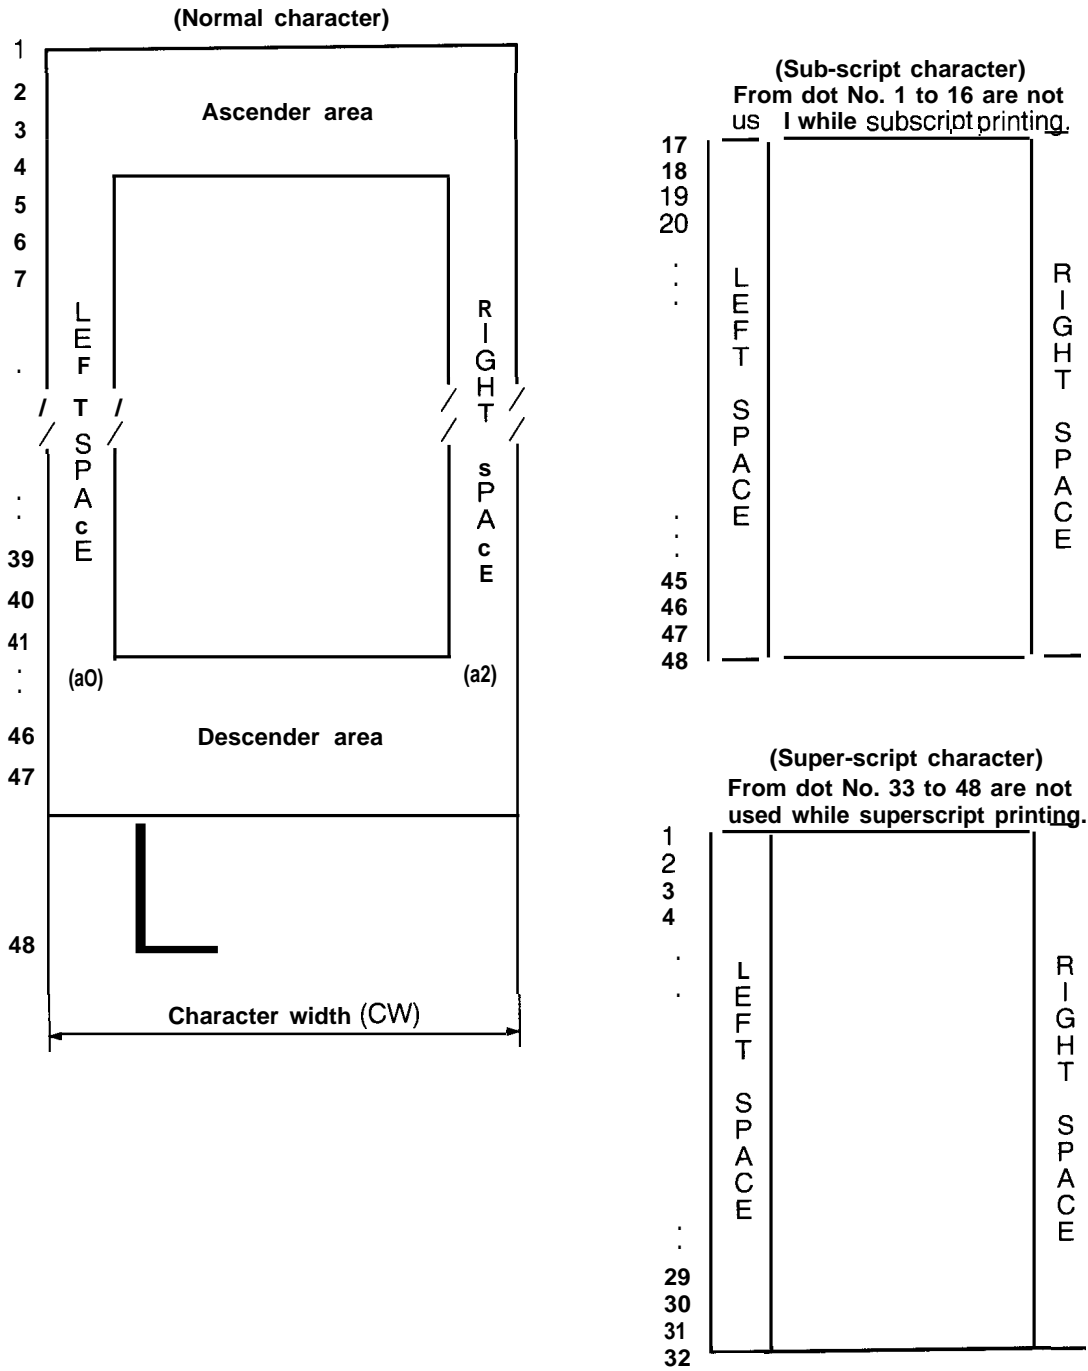 (Normal character)
1
2
3
4
5
6
7
.
.
.
39
40
41
.
.
46
47
48
Ascender area
LEFT SPAcE
RIGHT sPAcE
(a0)
(a2)
Descender area
Character width (CW)
(Sub-script character)
From dot No. 1 to 16 are not
us I while subscript printing.
17
18
19
20
.
.
.
.
.
.
45
46
47
48
LEFT SPACE
RIGHT SPACE
(Super-script character)
From dot No. 33 to 48 are not
used while superscript printing.
1
2
3
4
.
.
.
.
29
30
31
32
LEFT SPACE
RIGHT SPACE